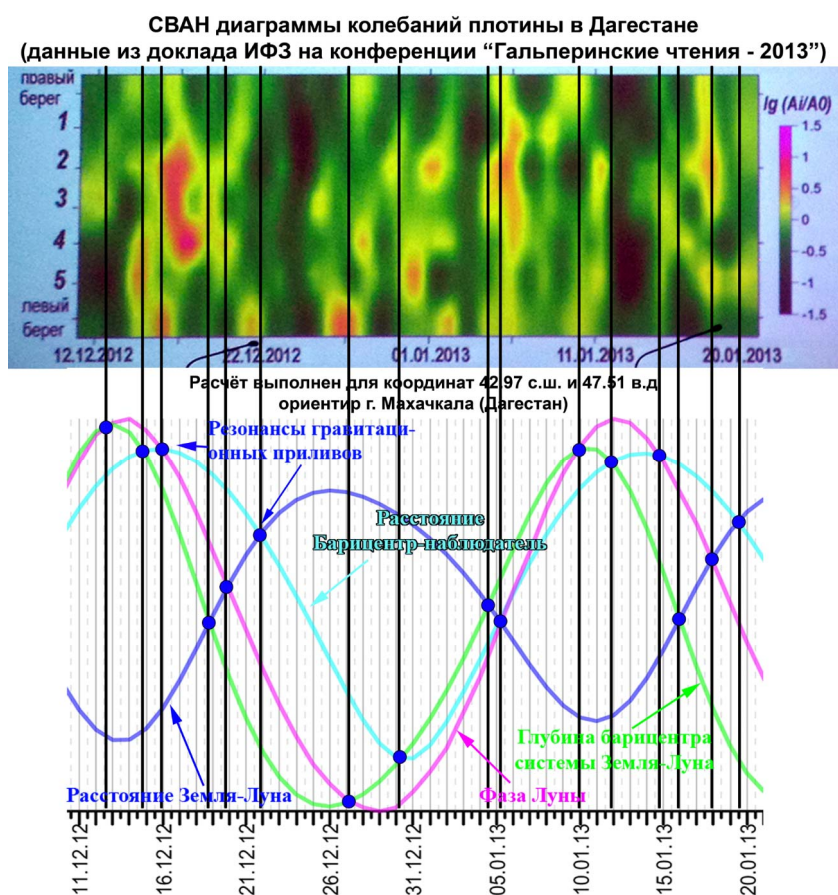 СВАН диаграммы колебаний плотины в Дагестане
(данные из доклада ИФЗ на конференции “Гальперинские чтения - 2013”)
правый
берег
1
2
3
4
5
левый
берег
lg (Ai/A0)
1.5
1
0.5
0
-0.5
-1
-1.5
12.12.2012
22.12.2012
01.01.2013
11.01.2013
20.01.2013
Расчёт выполнен для координат 42.97 с.ш. и 47.51 в.д
ориентир г. Махачкала (Дагестан)
Резонансы гравитаци-
онных приливов
Расстояние
Барицентр-наблюдатель
Глубина барицентра
системы Земля-Луна
Расстояние Земля-Луна
Фаза Луны
11.12.12
16.12.12
21.12.12
26.12.12
31.12.12
05.01.13
10.01.13
15.01.13
20.01.13